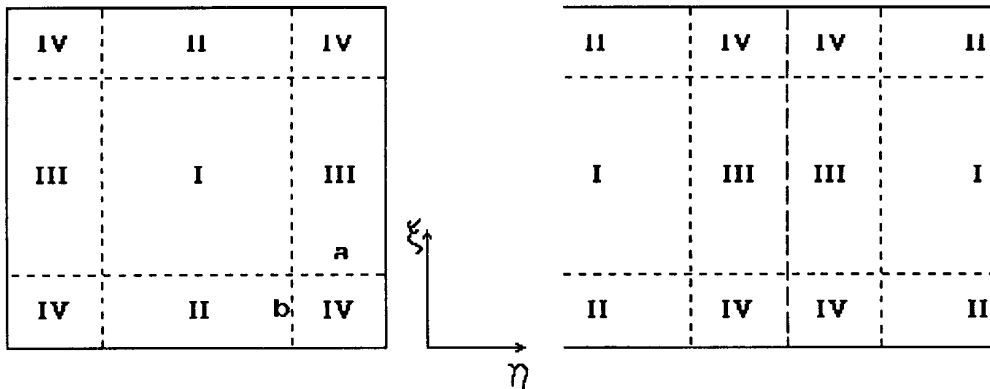 IV II IV II IV IV II
III I III I III III I
a
ξ
IV II b IV II IV IV II
η